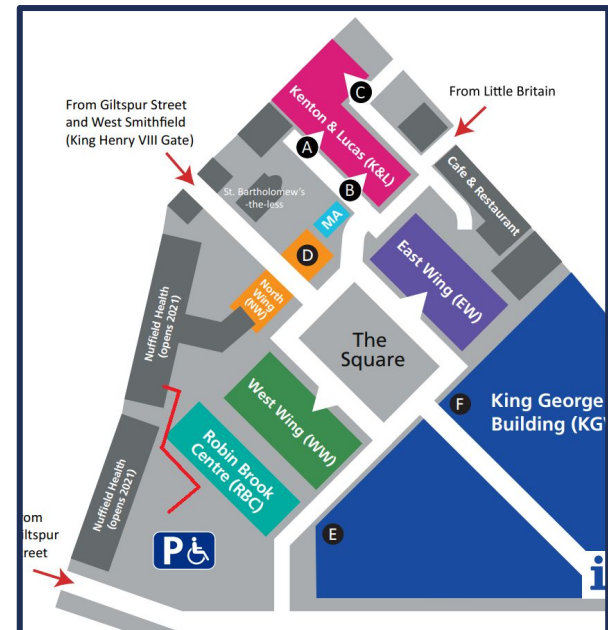 C
From Little Britain
From Giltspur Street
and West Smithfield
(King Henry VIII Gate)
Kenton & Lucas (K&L)
A
B
Cafe & Restaurant
St. Bartholomew's
-the-less
MA
D
East Wing (EW)
North
Wing
(NW)
Nuffield Health
(opens 2021)
The
Square
West Wing (WW)
F
King George
Building (KG
Robin Brook
Centre (RBC)
Nuffield Health
(opens 2021)
E
om
iltspur
reet
P
i